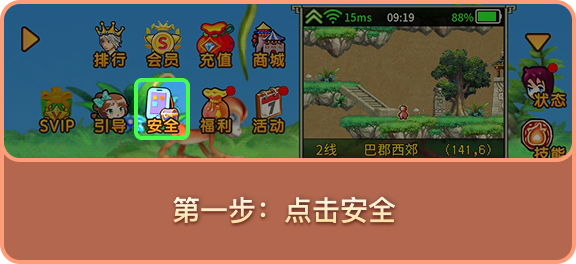 15ms 09:19 88%
排行 会员 充值 商城
SVIP 引导 安全 福利 活动
7
状态
技能
2线 巴郡西郊 (141,6)
第一步：点击安全